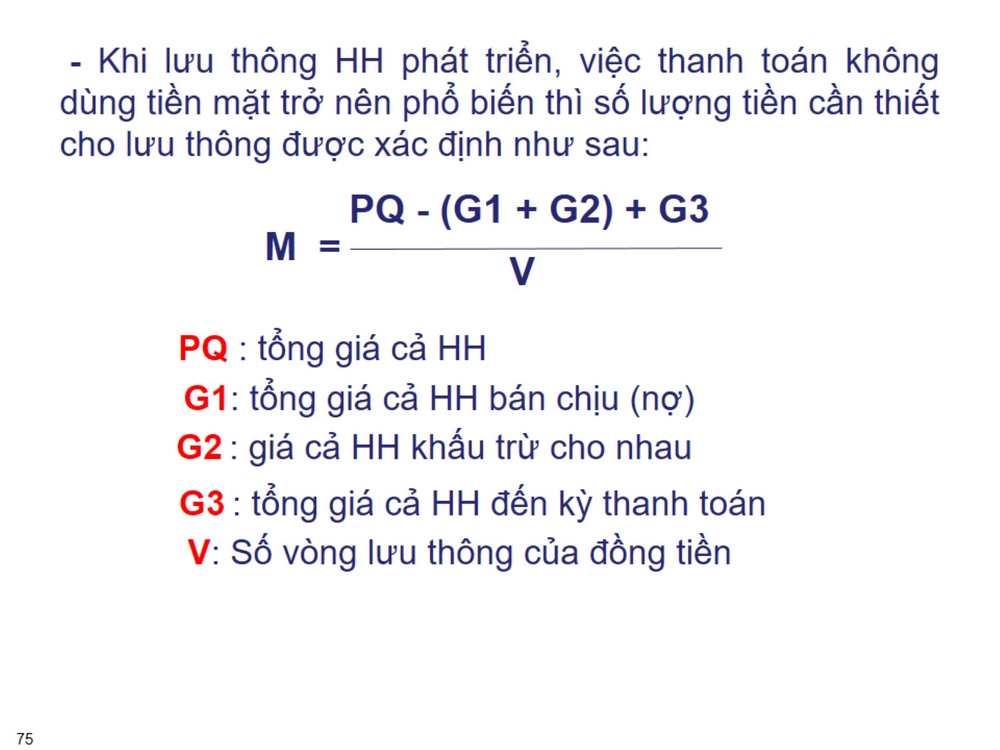 - Khi lưu thông HH phát triển, việc thanh toán không
dùng tiền mặt trở nên phổ biến thì số lượng tiền cần thiết
cho lưu thông được xác định như sau:
PQ - (G1 + G2) + G3
M =
V
PQ : tổng giá cả HH
G1: tổng giá cả HH bán chịu (nợ)
G2 : giá cả HH khấu trừ cho nhau
G3 : tổng giá cả HH đến kỳ thanh toán
V: Số vòng lưu thông của đồng tiền
75